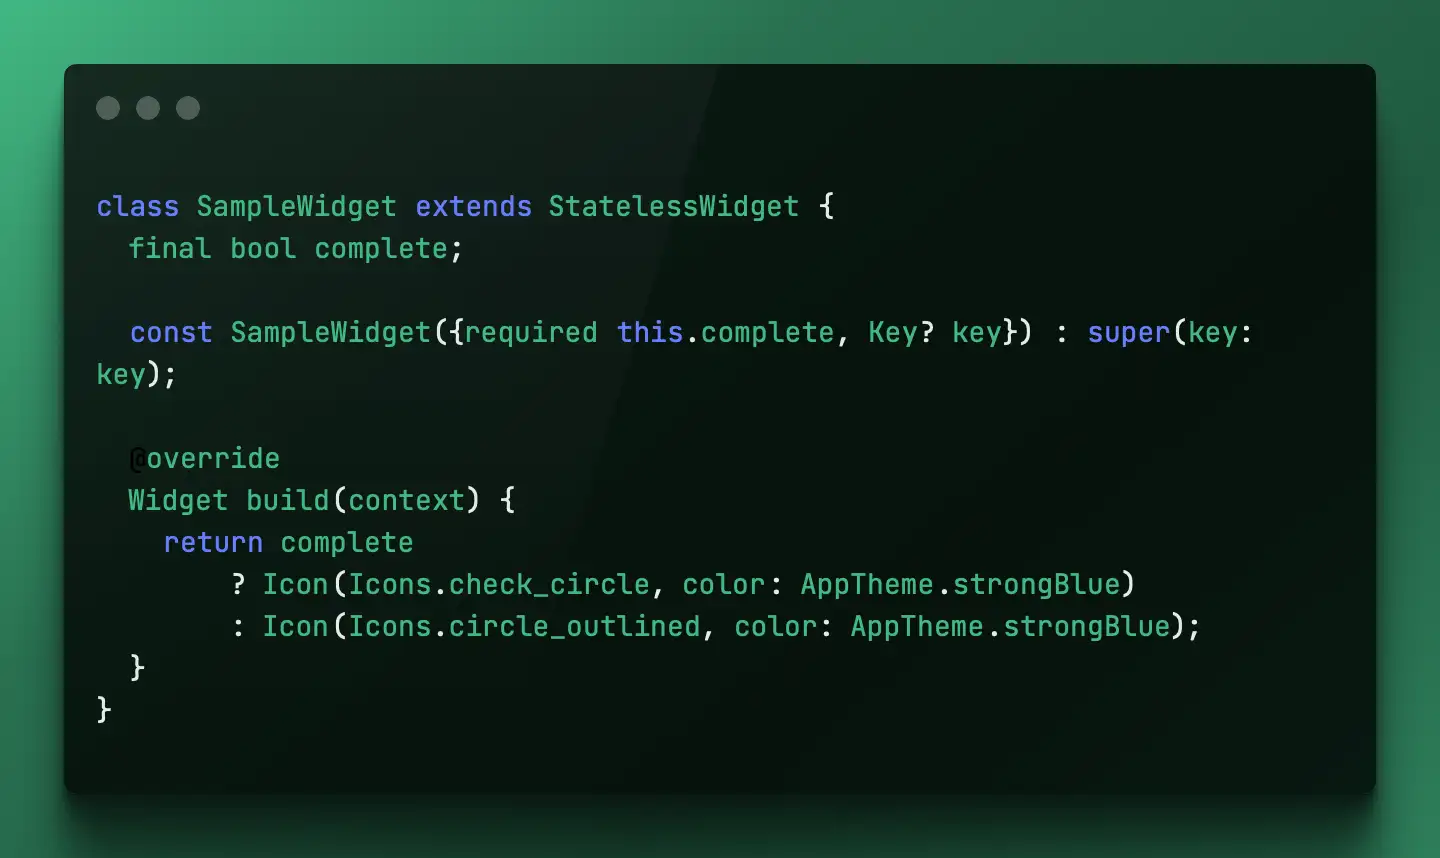 class SampleWidget extends StatelessWidget {
  final bool complete;

  const SampleWidget({required this.complete, Key? key}) : super(key:
key);

  @override
  Widget build(context) {
    return complete
        ? Icon(Icons.check_circle, color: AppTheme.strongBlue)
        : Icon(Icons.circle_outlined, color: AppTheme.strongBlue);
  }
}